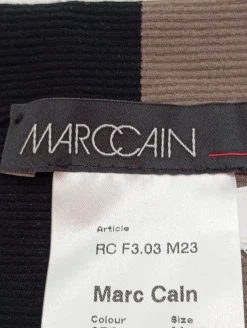 MARCCAIN
Article
RC F3.03 M23
Marc Cain
Colour Size